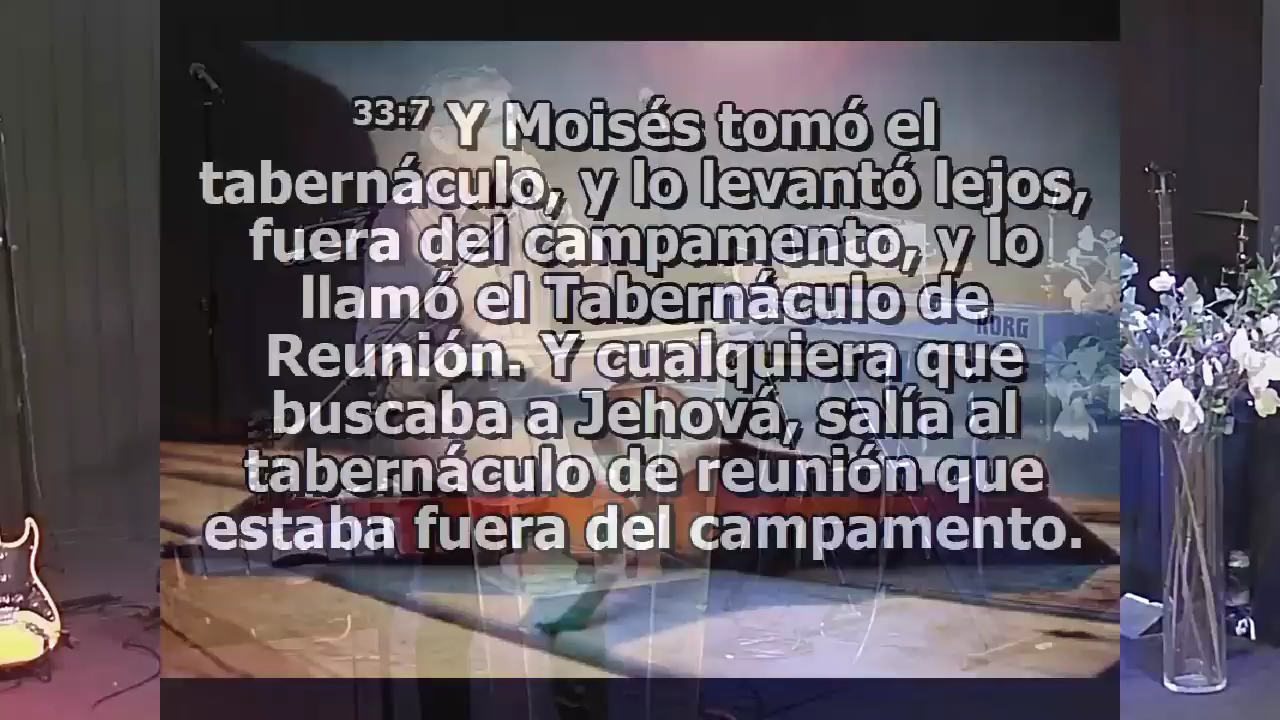 33:7 Y Moisés tomó el
tabernáculo, y lo levantó lejos,
fuera del campamento, y lo
llamó el Tabernáculo de
Reunión. Y cualquiera que
buscaba a Jehová, salía al
tabernáculo de reunión que
estaba fuera del campamento.
KORG